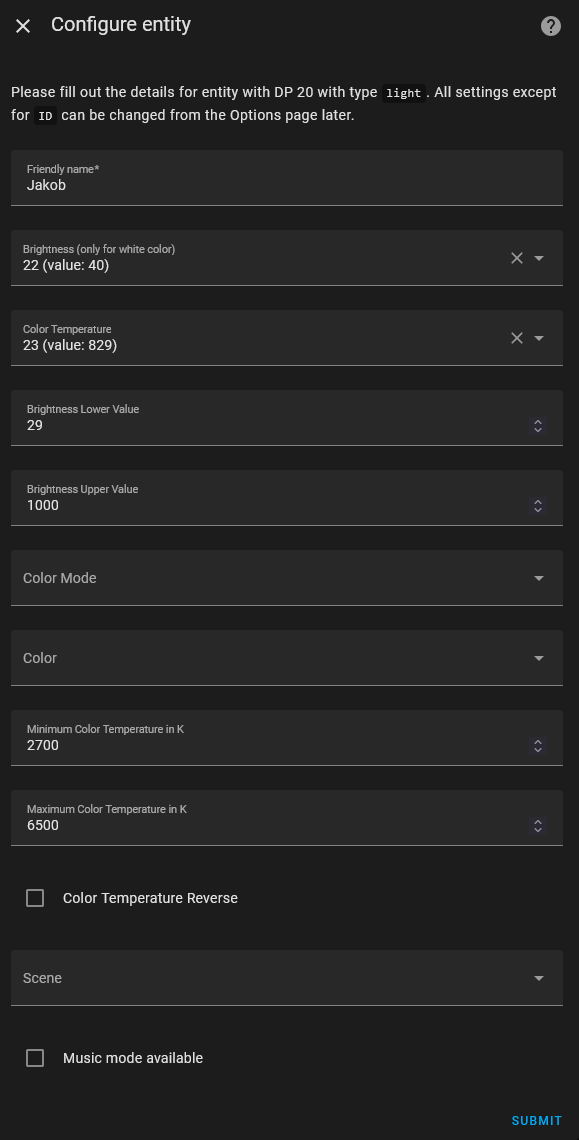 Configure entity
Please fill out the details for entity with DP 20 with type light. All settings except
for ID can be changed from the Options page later.
Friendly name*
Jakob
Brightness (only for white color)
22 (value: 40)
Color Temperature
23 (value: 829)
Brightness Lower Value
29
Brightness Upper Value
1000
Color Mode
Color
Minimum Color Temperature in K
2700
Maximum Color Temperature in K
6500
Color Temperature Reverse
Scene
Music mode available
SUBMIT